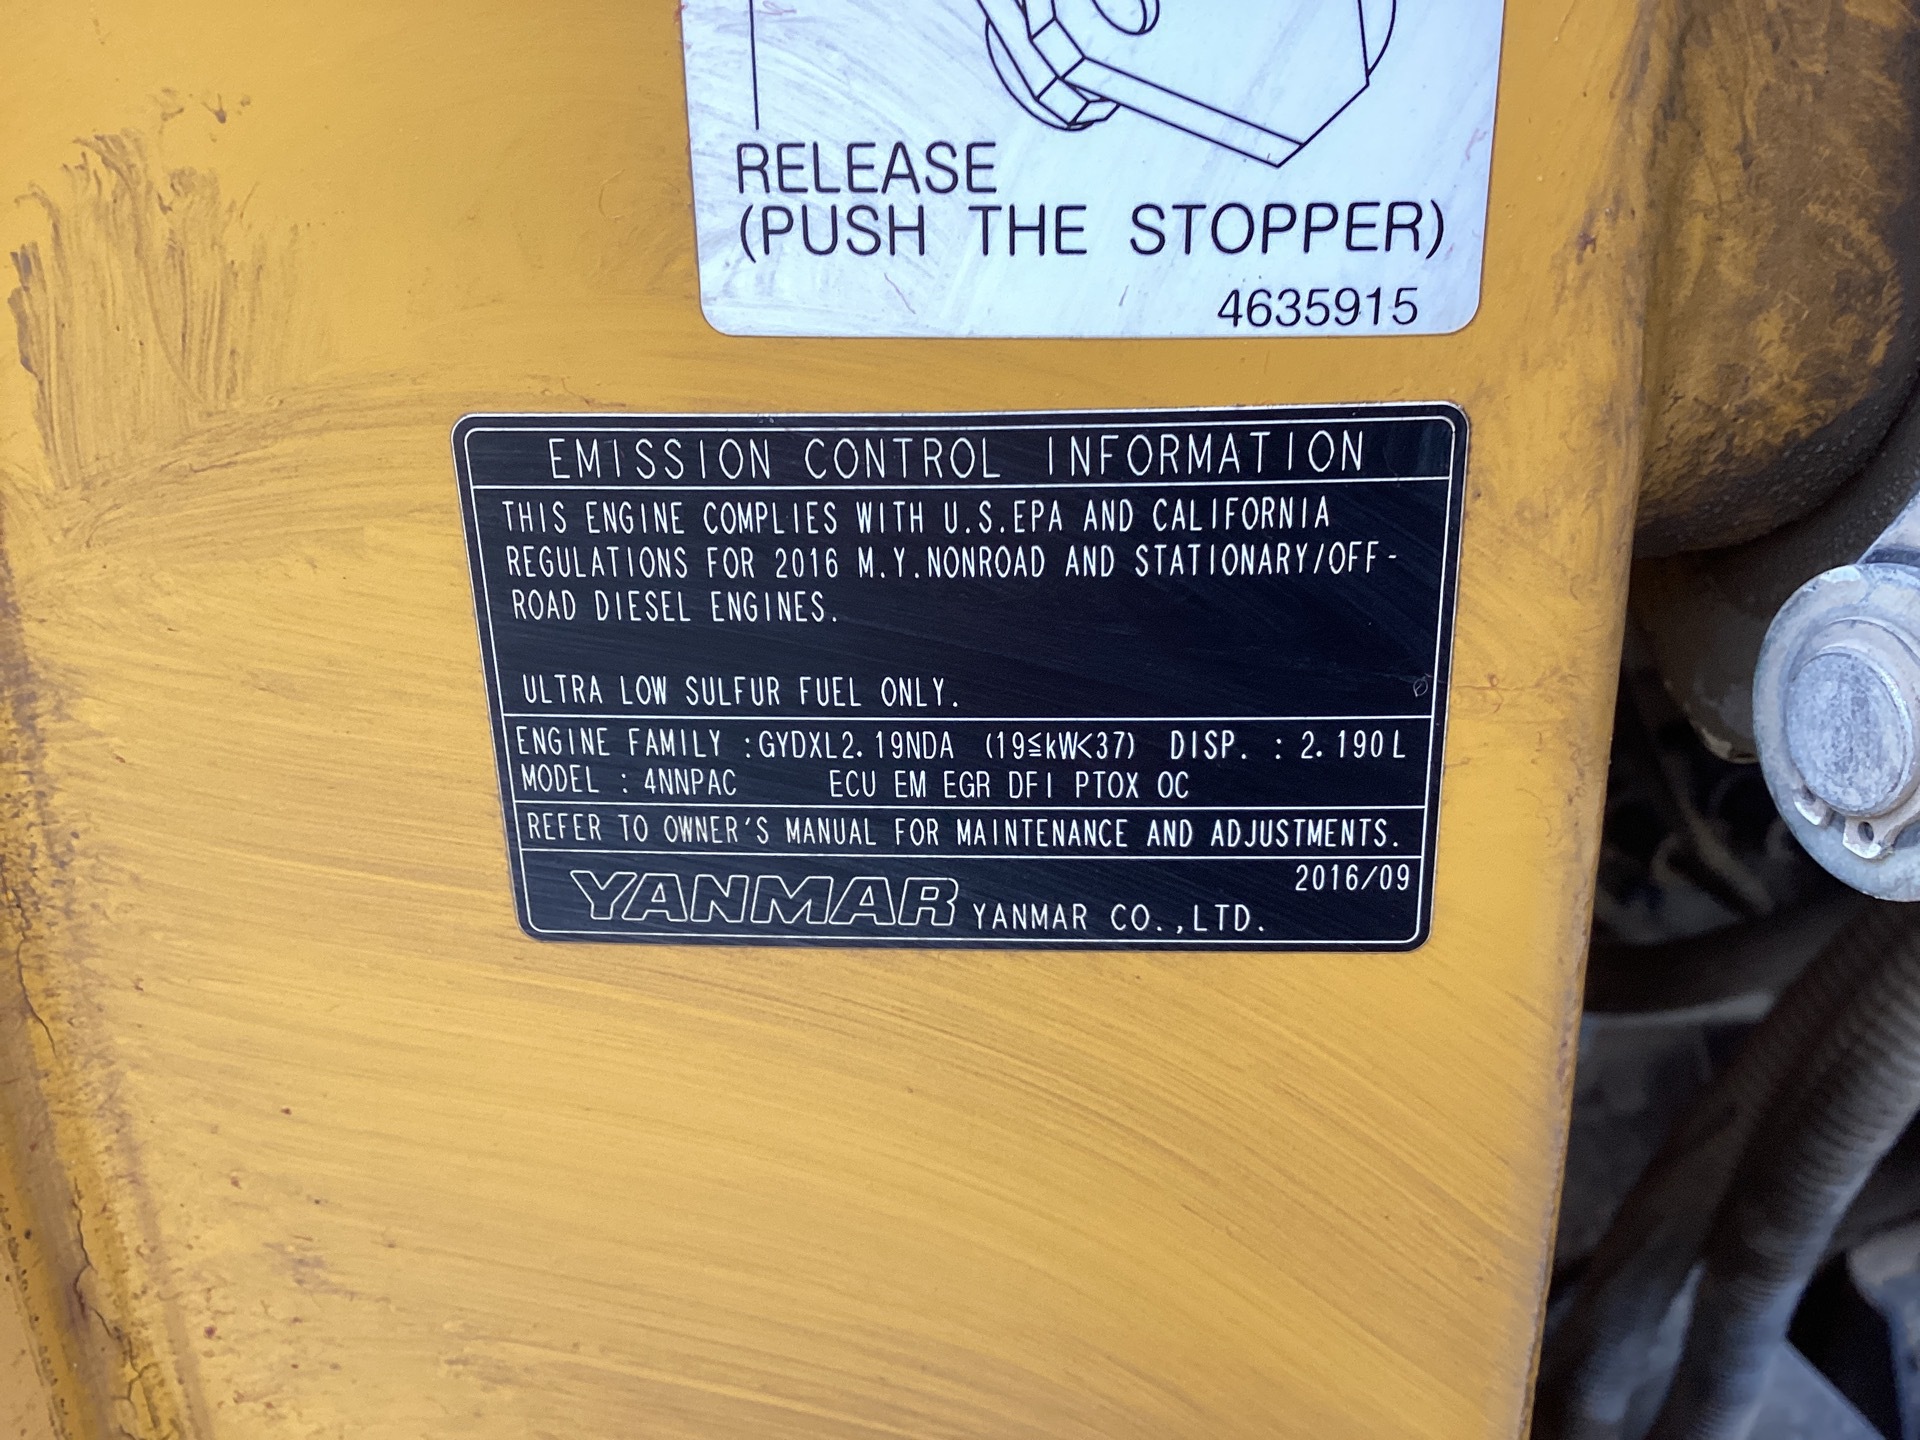 RELEASE
(PUSH THE STOPPER)
4635915
EMISSION CONTROL INFORMATION
THIS ENGINE COMPLIES WITH U.S.EPA AND CALIFORNIA
REGULATIONS FOR 2016 M.Y.NONROAD AND STATIONARY/OFF-
ROAD DIESEL ENGINES.
ULTRA LOW SULFUR FUEL ONLY.
ENGINE FAMILY :GYDXL2.19NDA (19≦kW<37) DISP. : 2.190L
MODEL : 4NNPAC ECU EM EGR DFI PTOX OC
REFER TO OWNER'S MANUAL FOR MAINTENANCE AND ADJUSTMENTS.
2016/09
YANMAR YANMAR CO.,LTD.